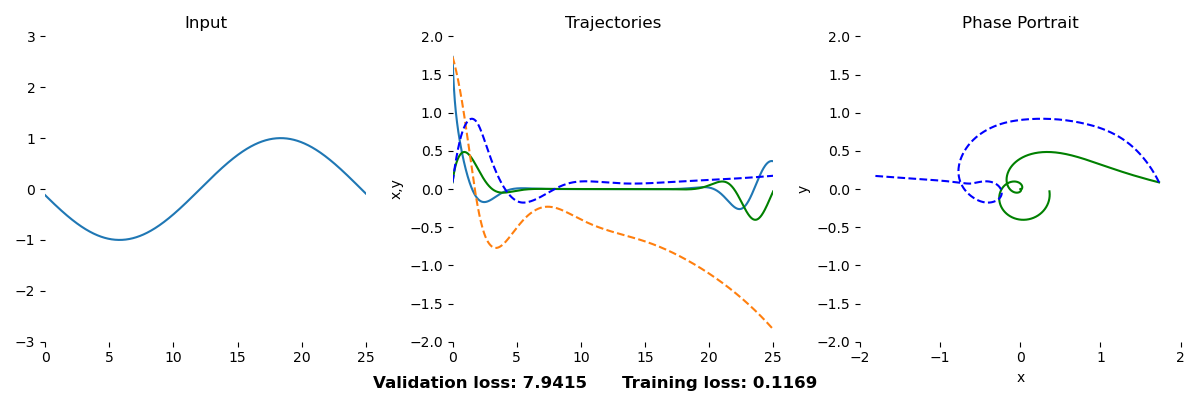 Input
3
2
1
0
−1
−2
−3
0 5 10 15 20 25
Trajectories
x,y
2.0
1.5
1.0
0.5
0.0
−0.5
−1.0
−1.5
−2.0
0 5 10 15 20 25
Phase Portrait
y
2.0
1.5
1.0
0.5
0.0
−0.5
−1.0
−1.5
−2.0
−2 −1 0 1 2
x
Validation loss: 7.9415 Training loss: 0.1169